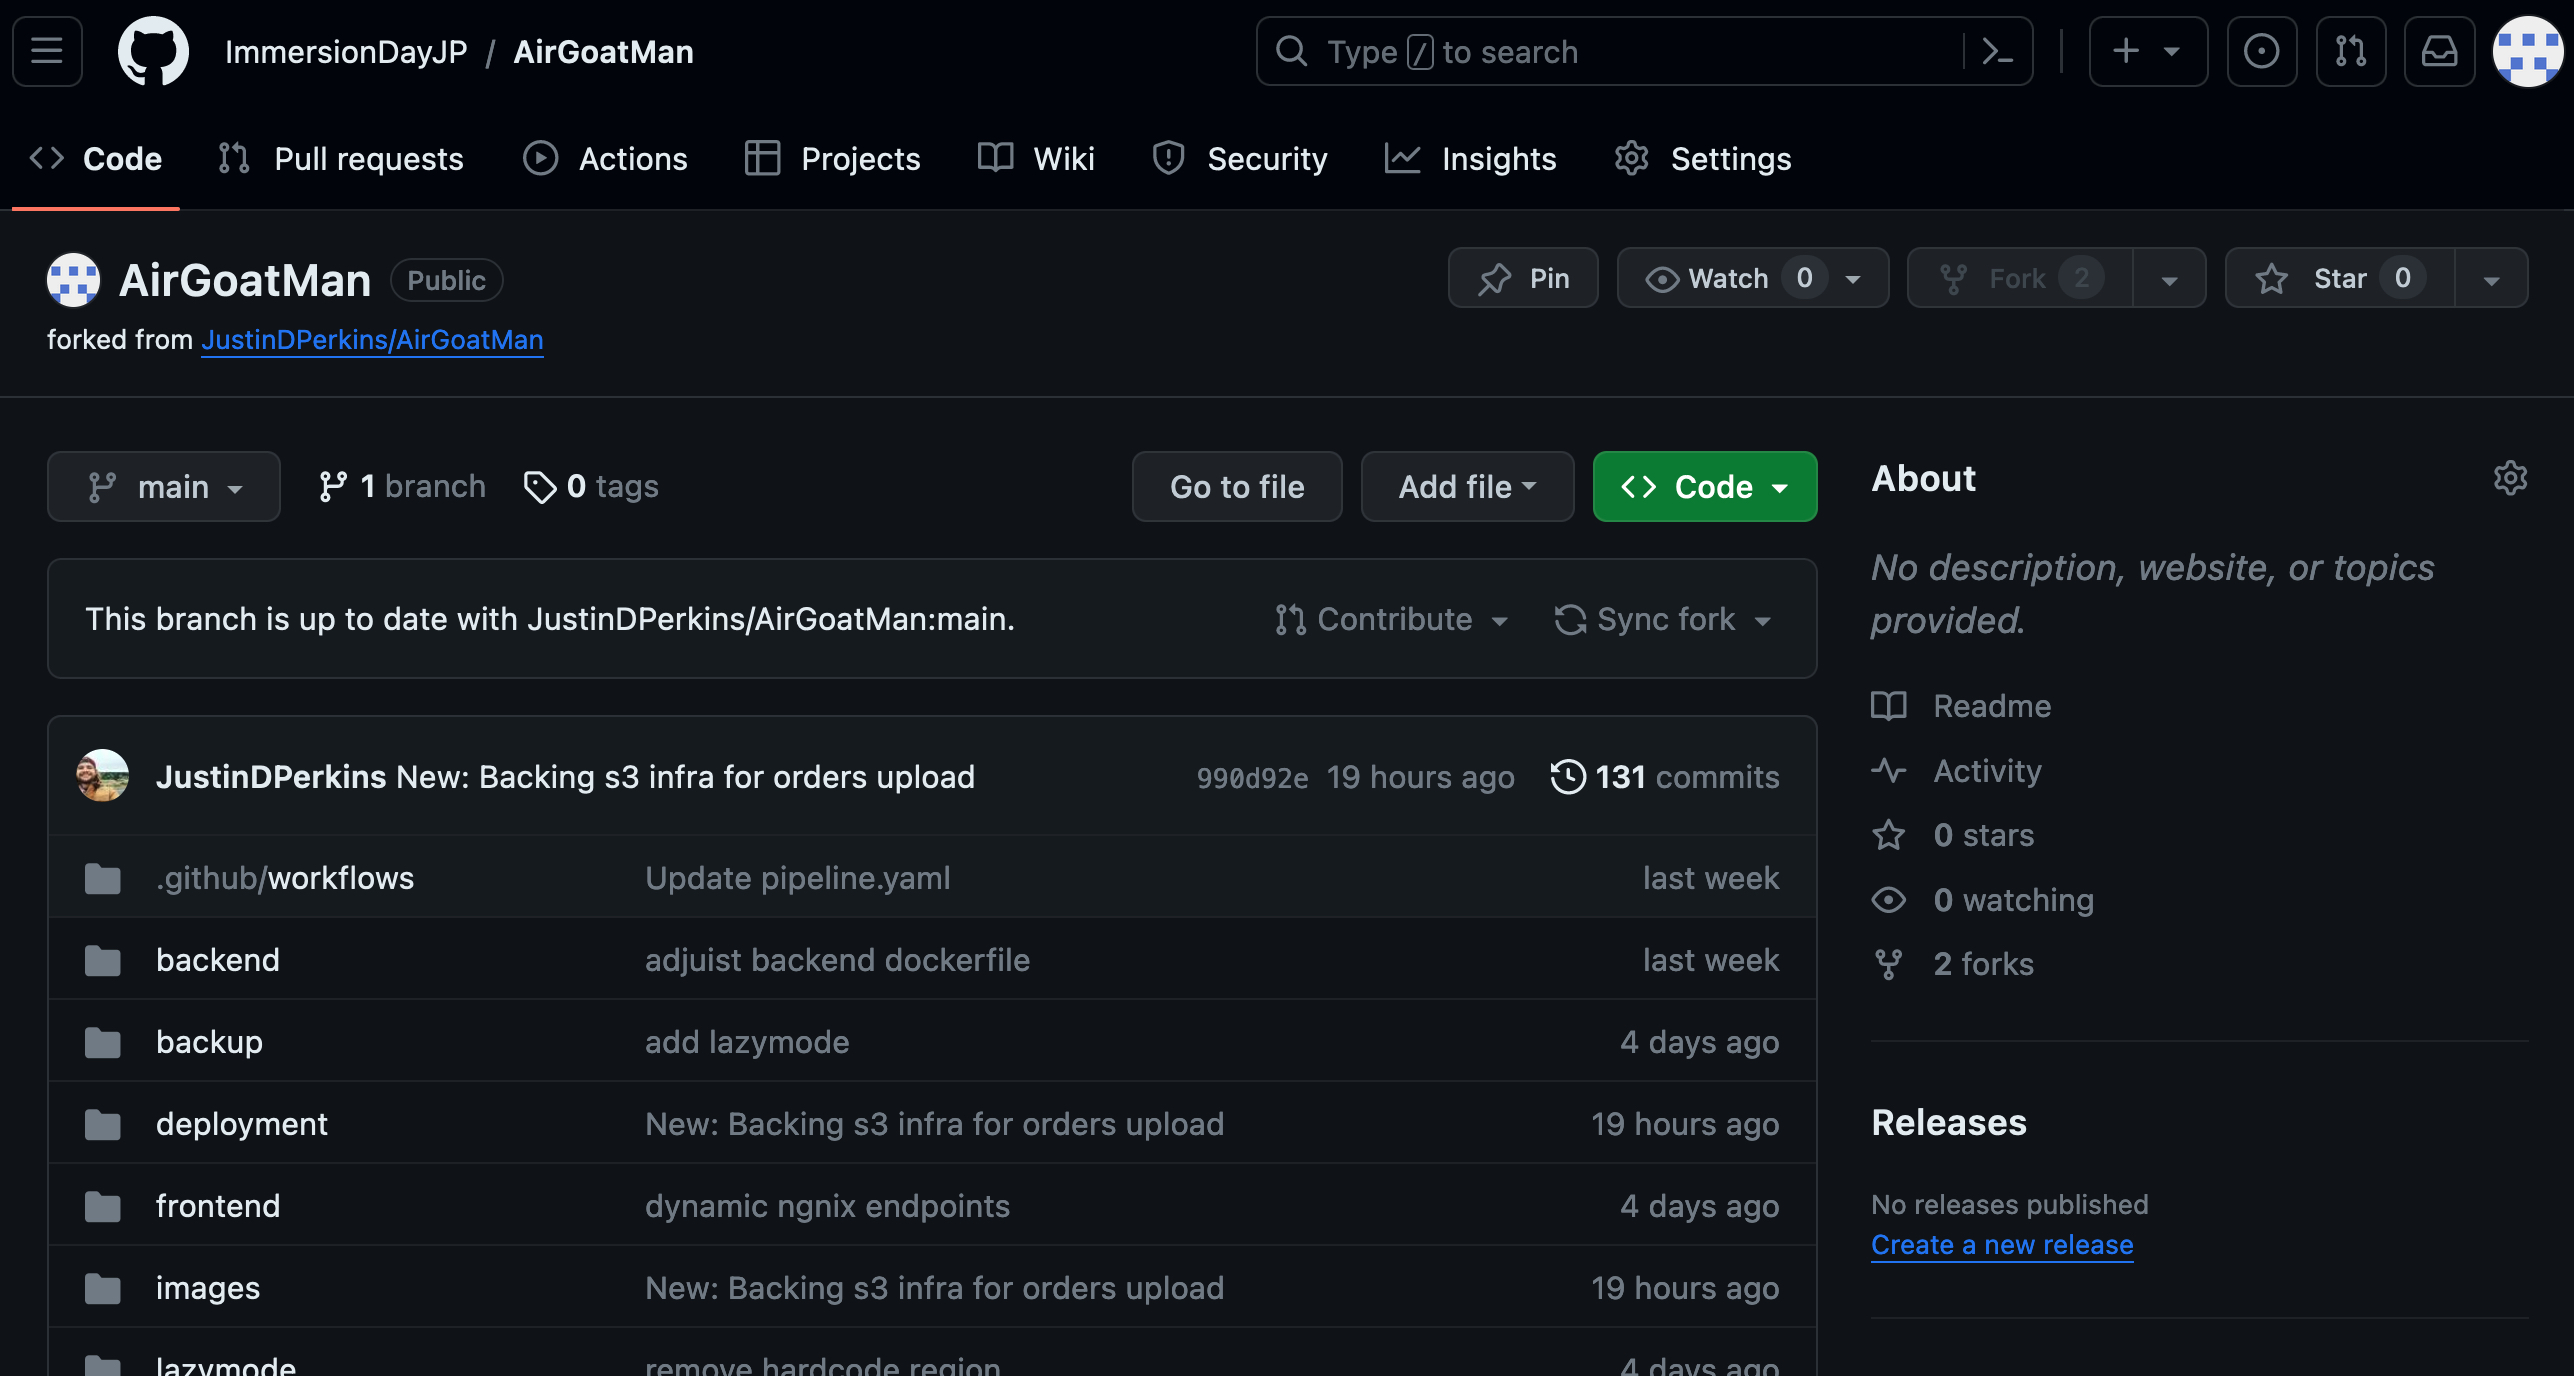 ImmersionDayJP / AirGoatMan
Type / to search
Code Pull requests Actions Projects Wiki Security Insights Settings
AirGoatMan Public
Pin Watch 0 Fork 2 Star 0
forked from JustinDPerkins/AirGoatMan
main 1 branch 0 tags Go to file Add file Code
This branch is up to date with JustinDPerkins/AirGoatMan:main. Contribute Sync fork
JustinDPerkins New: Backing s3 infra for orders upload 990d92e 19 hours ago 131 commits
.github/workflows Update pipeline.yaml last week
backend adjuist backend dockerfile last week
backup add lazymode 4 days ago
deployment New: Backing s3 infra for orders upload 19 hours ago
frontend dynamic ngnix endpoints 4 days ago
images New: Backing s3 infra for orders upload 19 hours ago
lazymode remove hardcode region 4 days ago
About
No description, website, or topics
provided.
Readme
Activity
0 stars
0 watching
2 forks
Releases
No releases published
Create a new release